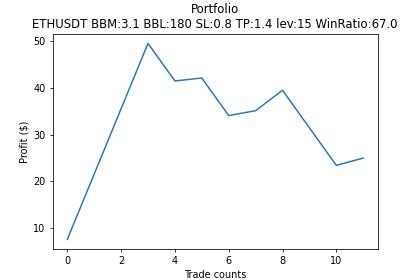 Portfolio
ETHUSDT BBM:3.1 BBL:180 SL:0.8 TP:1.4 lev:15 WinRatio:67.0
50
40
30
20
10
Profit ($)
0 2 4 6 8 10
Trade counts